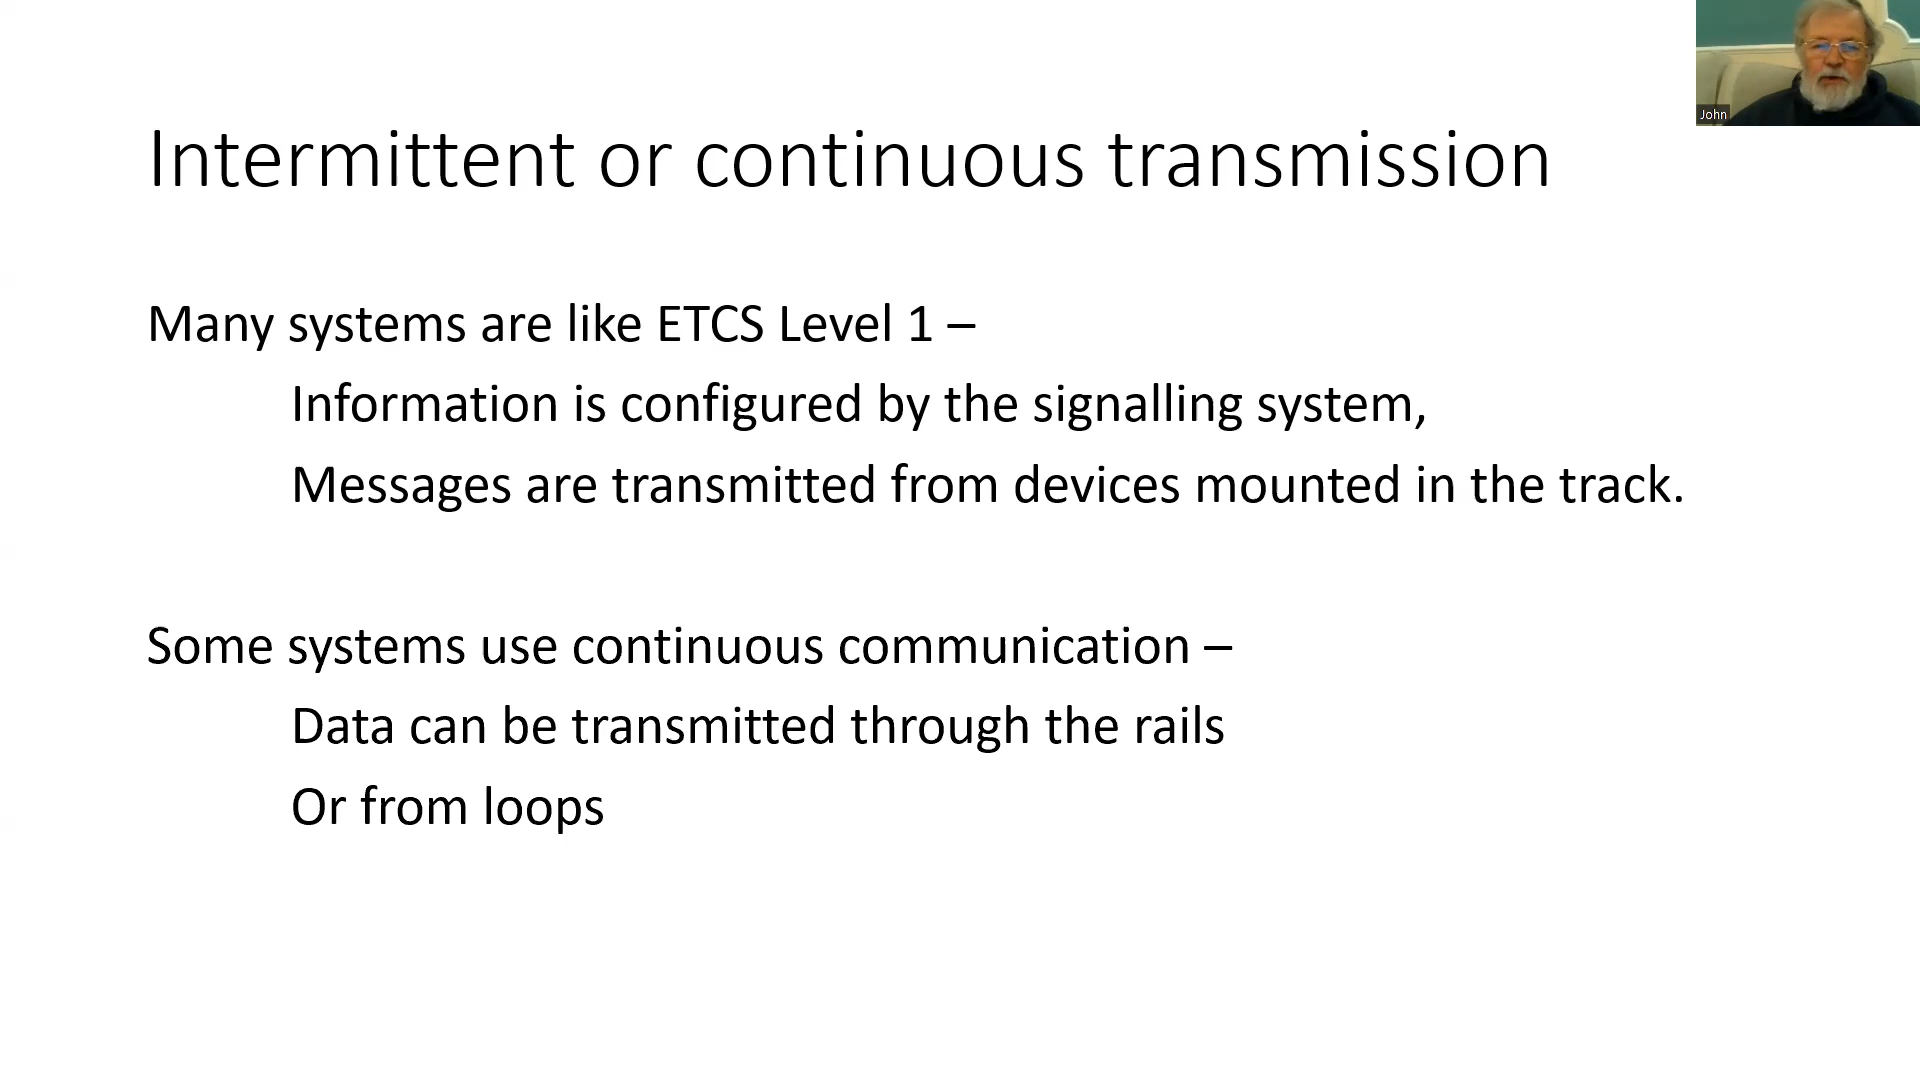 John
Intermittent or continuous transmission
Many systems are like ETCS Level 1 –
Information is configured by the signalling system,
Messages are transmitted from devices mounted in the track.
Some systems use continuous communication –
Data can be transmitted through the rails
Or from loops